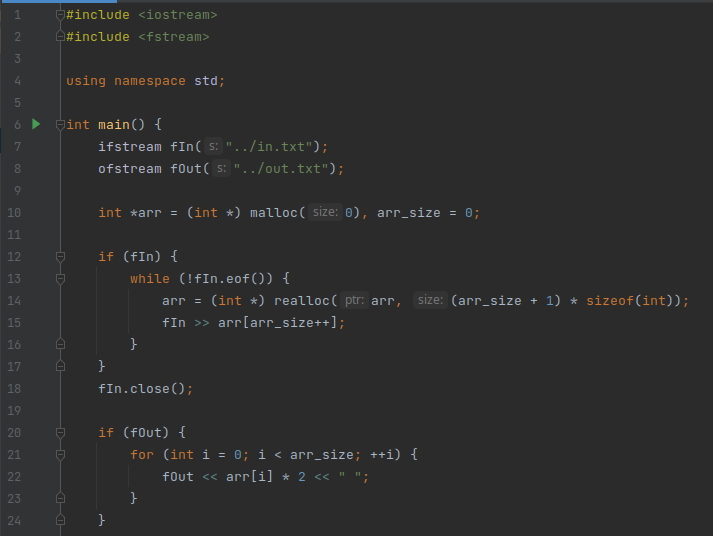 1 #include <iostream>
2 #include <fstream>
3
4 using namespace std;
5
6 int main() {
7 ifstream fIn( s: "../in.txt");
8 ofstream fOut( s: "../out.txt");
9
10 int *arr = (int *) malloc( size: 0), arr_size = 0;
11
12 if (fIn) {
13 while (!fIn.eof()) {
14 arr = (int *) realloc( ptr: arr, size: (arr_size + 1) * sizeof(int));
15 fIn >> arr[arr_size++];
16 }
17 }
18 fIn.close();
19
20 if (fOut) {
21 for (int i = 0; i < arr_size; ++i) {
22 fOut << arr[i] * 2 << " ";
23 }
24 }